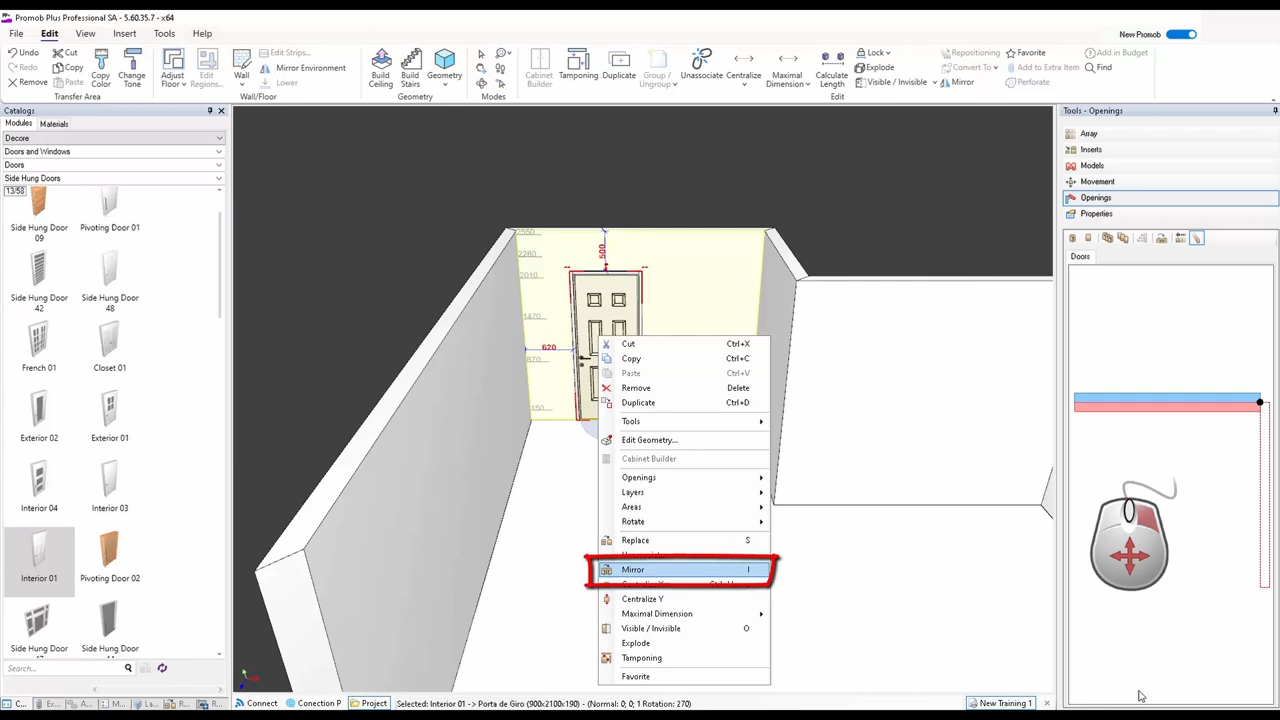 Promob Plus Professional SA - 5.60.35.7 - x64
File Edit View Insert Tools Help
New Promob
Undo
Redo
Remove
Cut
Copy
Copy Color
Change Tone
Transfer Area
Adjust Floor
Edit Regions...
Wall
Edit Strips...
Mirror Environment
Lower
Wall/Floor
Build Ceiling
Build Stairs
Geometry
Geometry
Modes
Cabinet Builder
Tamponing
Duplicate
Group / Ungroup
Unassociate
Centralize
Maximal Dimension
Calculate Length
Lock
Explode
Visible / Invisible
Edit
Repositioning
Convert To
Mirror
Favorite
Add to Extra Item
Perforate
Add in Budget
Find
Catalogs
Modules Materials
Decore
Doors and Windows
Doors
Side Hung Doors
13/58
Side Hung Door 09
Pivoting Door 01
Side Hung Door 42
Side Hung Door 48
French 01
Closet 01
Exterior 02
Exterior 01
Interior 04
Interior 03
Interior 01
Pivoting Door 02
Side Hung Door
Side Hung Door
Search...
2550
2280
2010
1470
870
150
500
620
Cut Ctrl+X
Copy Ctrl+C
Paste Ctrl+V
Remove Delete
Duplicate Ctrl+D
Tools
Edit Geometry...
Cabinet Builder
Openings
Layers
Areas
Rotate
Replace S
Mirror I
Centralize Y
Maximal Dimension
Visible / Invisible O
Explode
Tamponing
Favorite
Tools - Openings
Array
Inserts
Models
Movement
Openings
Properties
Doors
Connect Conection P Project
Selected: Interior 01 -> Porta de Giro (900x2100x190) - (Normal: 0; 0; 1 Rotation: 270)
New Training 1